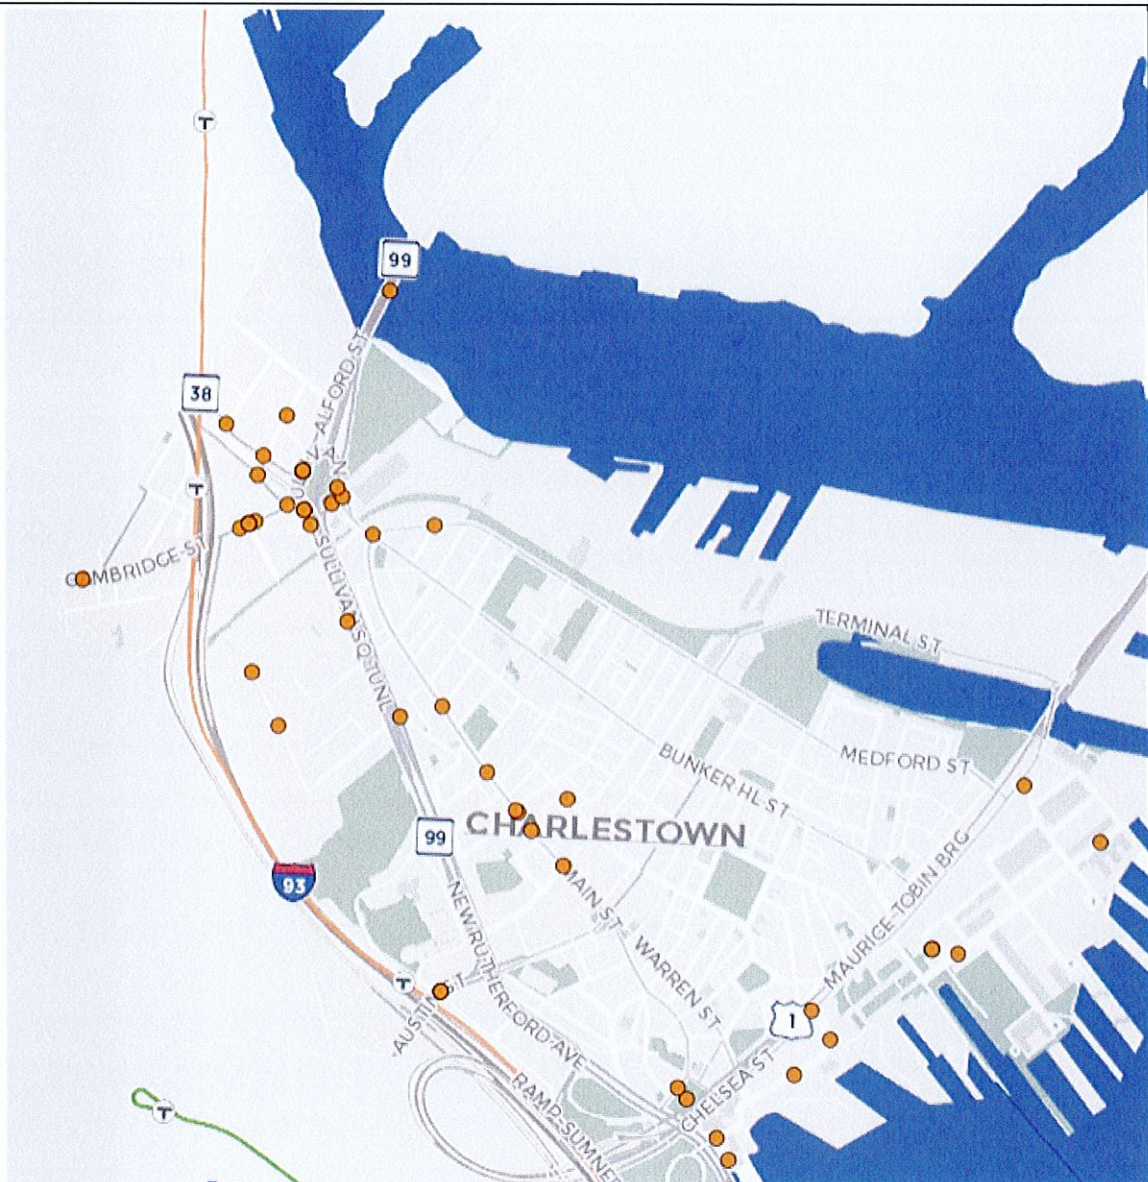 T
99
ALFORD ST
38
T
CAMBRIDGE ST
SULLIVAN SQ TUNL
TERMINAL ST
MEDFORD ST
BUNKER HL ST
CHARLESTOWN
99
93
MAIN ST
MAURICE TOBIN BRG
NEW RUTHERFORD AVE
WARREN ST
T
AUSTIN ST
1
CHELSEA ST
RAMP-SUMNER
T